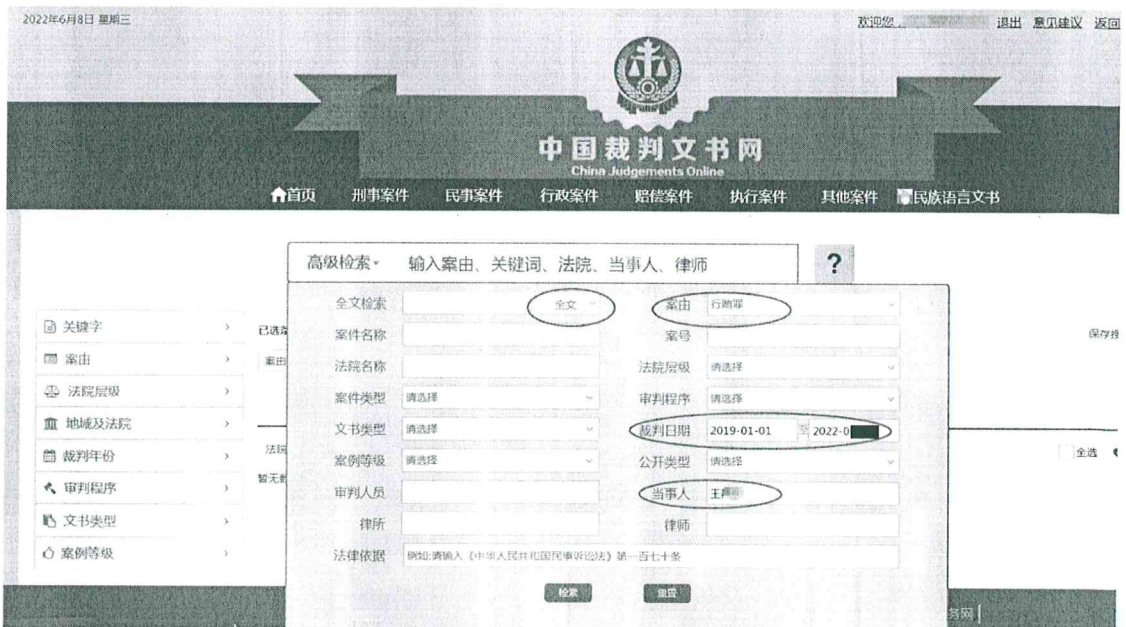 2022年6月8日 星期三
欢迎您， 退出 意见建议 返回
中国裁判文书网
China Judgements Online
首页 刑事案件 民事案件 行政案件 赔偿案件 执行案件 其他案件 民族语言文书
高级检索 输入案由、关键词、法院、当事人、律师 ?
全文检索 全文 案由 行贿罪
关键字 已选条 案件名称 案号 保存搜
案由 案由 法院名称 法院层级 请选择
法院层级 案件类型 请选择 审判程序 请选择
地域及法院 文书类型 请选择 裁判日期 2019-01-01 至 2022-0
裁判年份 法院 案例等级 请选择 公开类型 请选择 全选
审判程序 暂无数 审判人员 当事人 王
文书类型 律所 律师
案例等级 法律依据 例如:请输入《中华人民共和国民事诉讼法》第一百七十条
检索 重置
务网